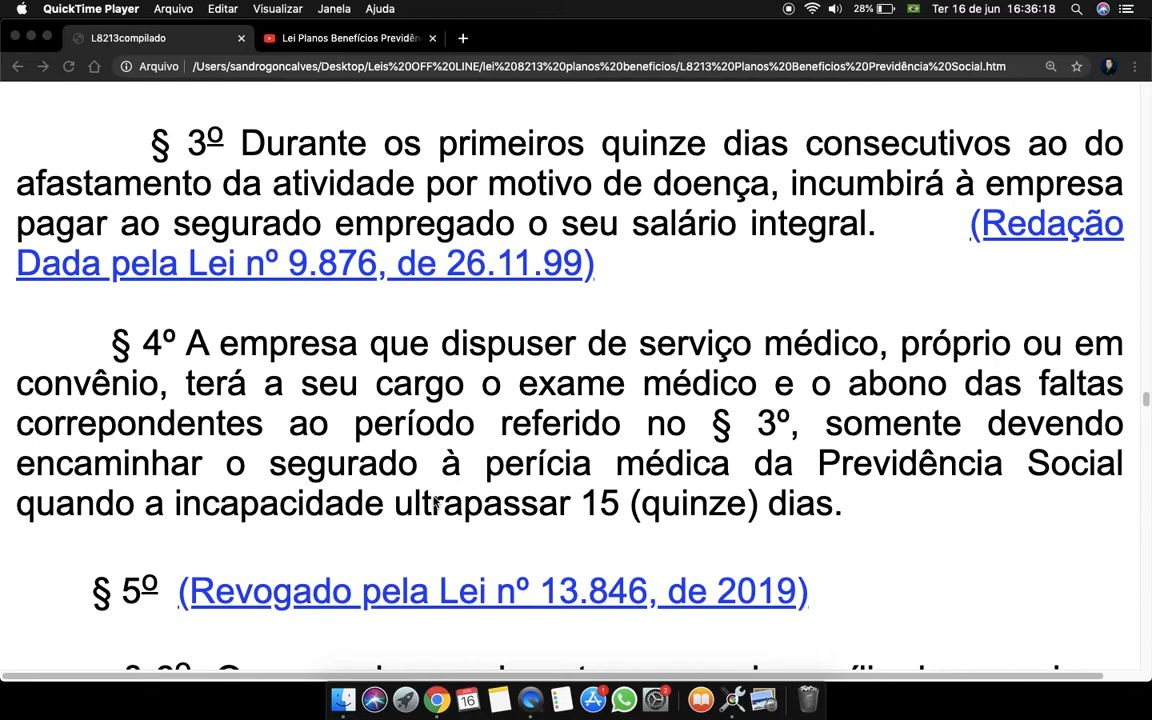 QuickTime Player Arquivo Editar Visualizar Janela Ajuda 28% Ter 16 de jun 16:36:18
L8213compilado Lei Planos Benefícios Previdên
Arquivo /Users/sandrogoncalves/Desktop/Leis%20OFF%20LINE/lei%208213%20planos%20beneficios/L8213%20Planos%20Beneficios%20Previdência%20Social.htm
§ 3º Durante os primeiros quinze dias consecutivos ao do
afastamento da atividade por motivo de doença, incumbirá à empresa
pagar ao segurado empregado o seu salário integral. (Redação
Dada pela Lei nº 9.876, de 26.11.99)
§ 4º A empresa que dispuser de serviço médico, próprio ou em
convênio, terá a seu cargo o exame médico e o abono das faltas
correpondentes ao período referido no § 3º, somente devendo
encaminhar o segurado à perícia médica da Previdência Social
quando a incapacidade ultrapassar 15 (quinze) dias.
§ 5º (Revogado pela Lei nº 13.846, de 2019)
16
1
2